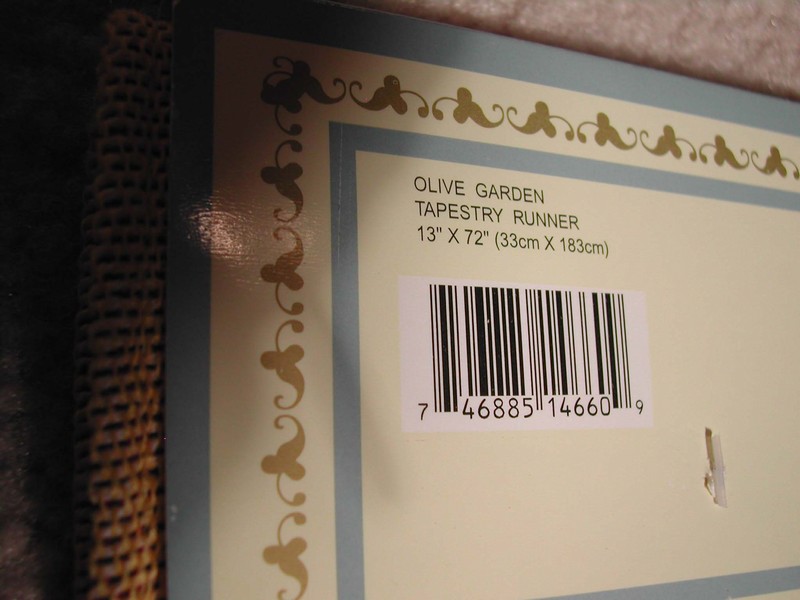 OLIVE GARDEN
TAPESTRY RUNNER
13" X 72" (33cm X 183cm)
7 46885 14660 9